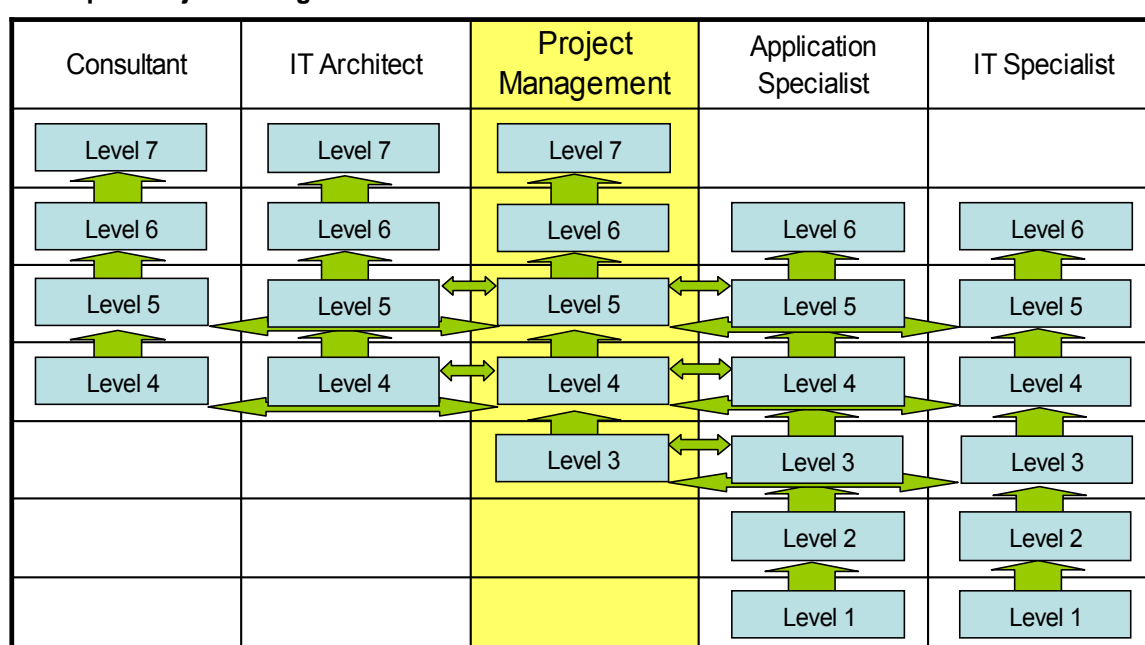 Consultant
IT Architect
Project
Management
Application
Specialist
IT Specialist
Level 7
Level 7
Level 7
Level 6
Level 6
Level 6
Level 6
Level 6
Level 5
Level 5
Level 5
Level 5
Level 5
Level 4
Level 4
Level 4
Level 4
Level 4
Level 3
Level 3
Level 3
Level 2
Level 2
Level 1
Level 1